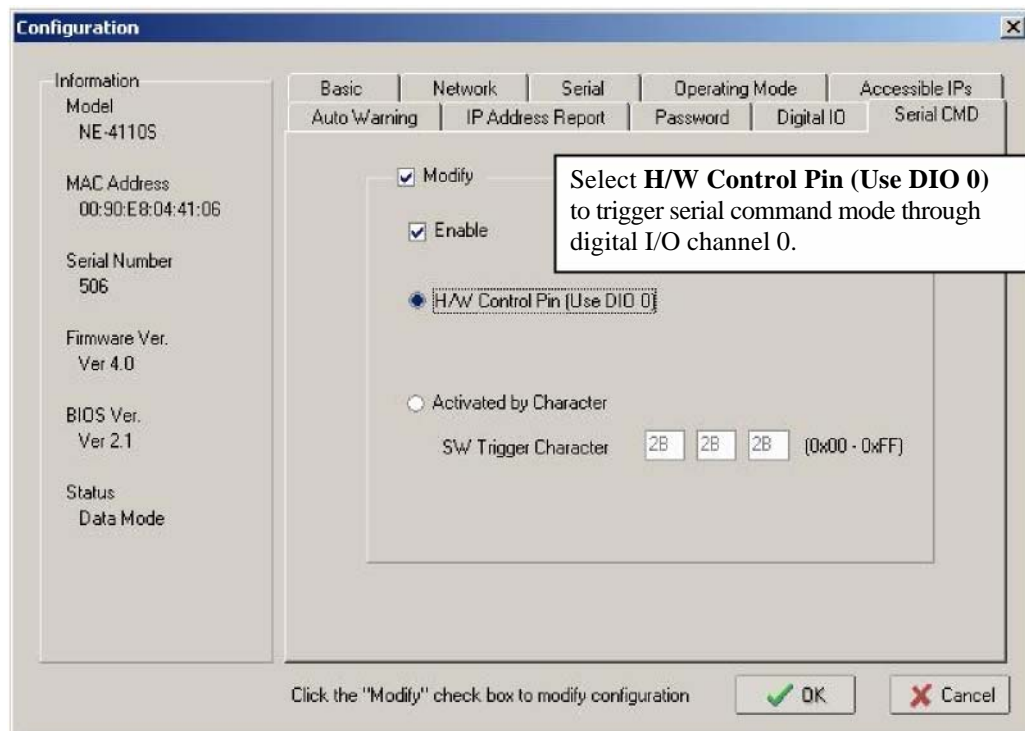 Configuration
Information
Model
NE-4110S
MAC Address
00:90:E8:04:41:06
Serial Number
506
Firmware Ver.
Ver 4.0
BIOS Ver.
Ver 2.1
Status
Data Mode
Basic Network Serial Operating Mode Accessible IPs
Auto Warning IP Address Report Password Digital IO Serial CMD
Modify
Enable
Select H/W Control Pin (Use DIO 0)
to trigger serial command mode through
digital I/O channel 0.
H/W Control Pin (Use DIO 0)
Activated by Character
SW Trigger Character 2B 2B 2B (0x00 - 0xFF)
Click the "Modify" check box to modify configuration
OK Cancel